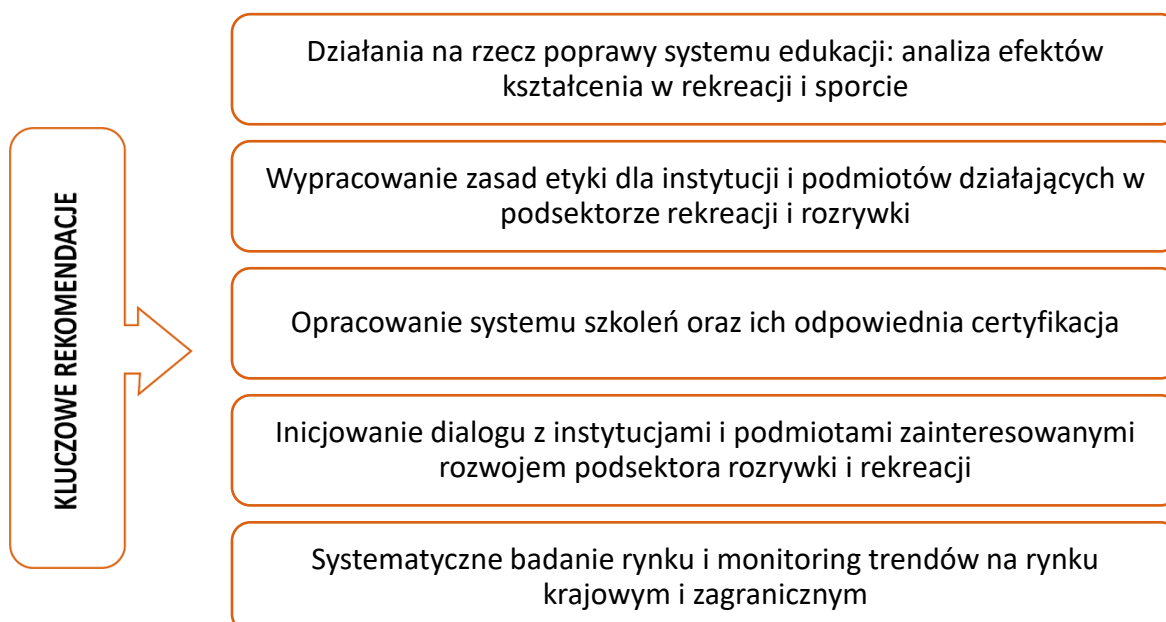 KLUCZOWE REKOMENDACJE
Działania na rzecz poprawy systemu edukacji: analiza efektów
kształcenia w rekreacji i sporcie
Wypracowanie zasad etyki dla instytucji i podmiotów działających w
podsektorze rekreacji i rozrywki
Opracowanie systemu szkoleń oraz ich odpowiednia certyfikacja
Inicjowanie dialogu z instytucjami i podmiotami zainteresowanymi
rozwojem podsektora rozrywki i rekreacji
Systematyczne badanie rynku i monitoring trendów na rynku
krajowym i zagranicznym